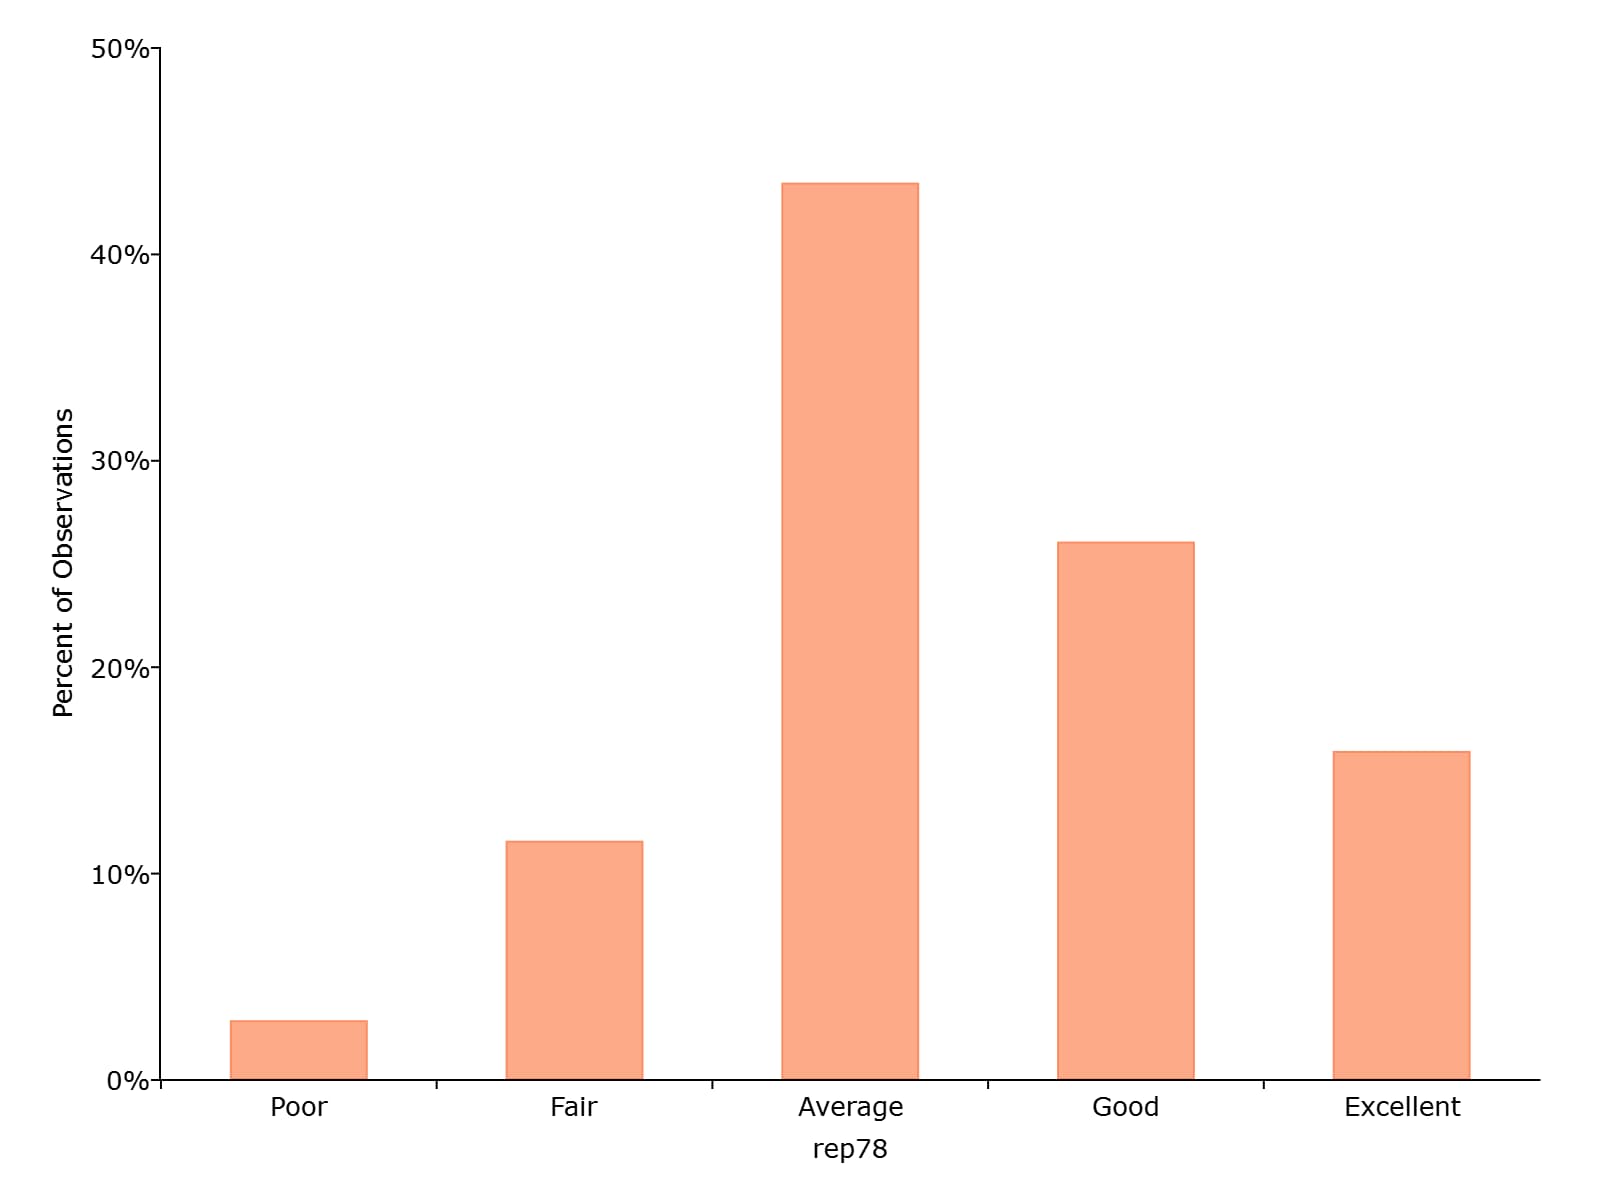 50%
40%
30%
20%
10%
0%
Percent of Observations
Poor Fair Average Good Excellent
rep78